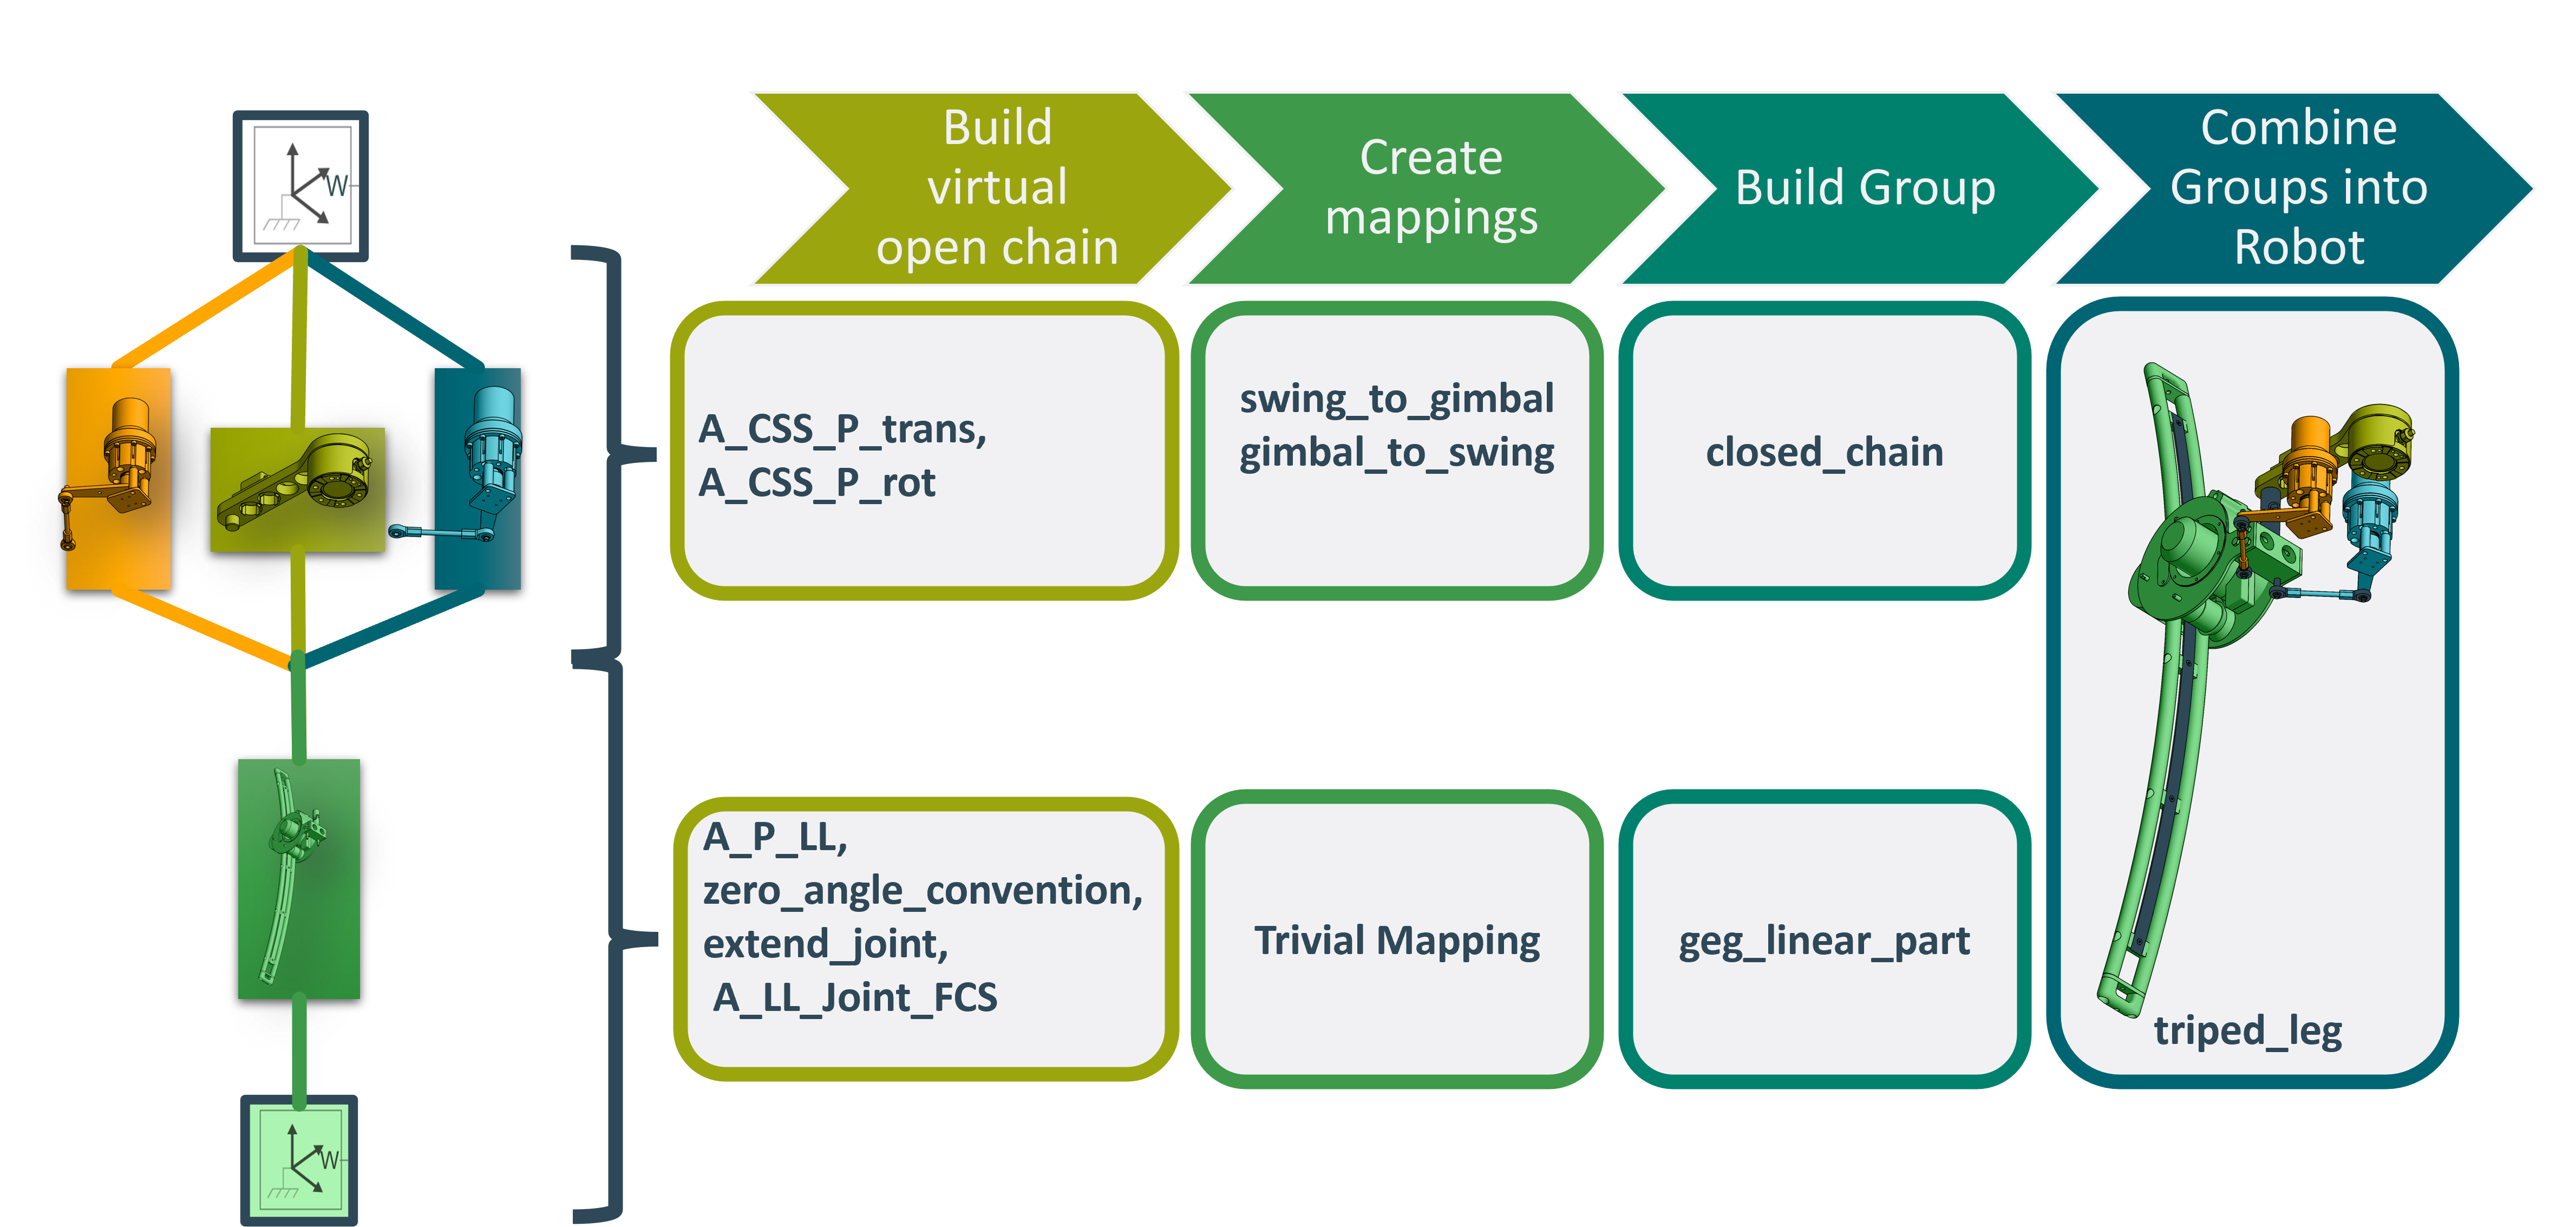 W
Build
virtual
open chain
Create
mappings
Build Group
Combine
Groups into
Robot
A_CSS_P_trans,
A_CSS_P_rot
swing_to_gimbal
gimbal_to_swing
closed_chain
A_P_LL,
zero_angle_convention,
extend_joint,
A_LL_Joint_FCS
Trivial Mapping
geg_linear_part
triped_leg
W